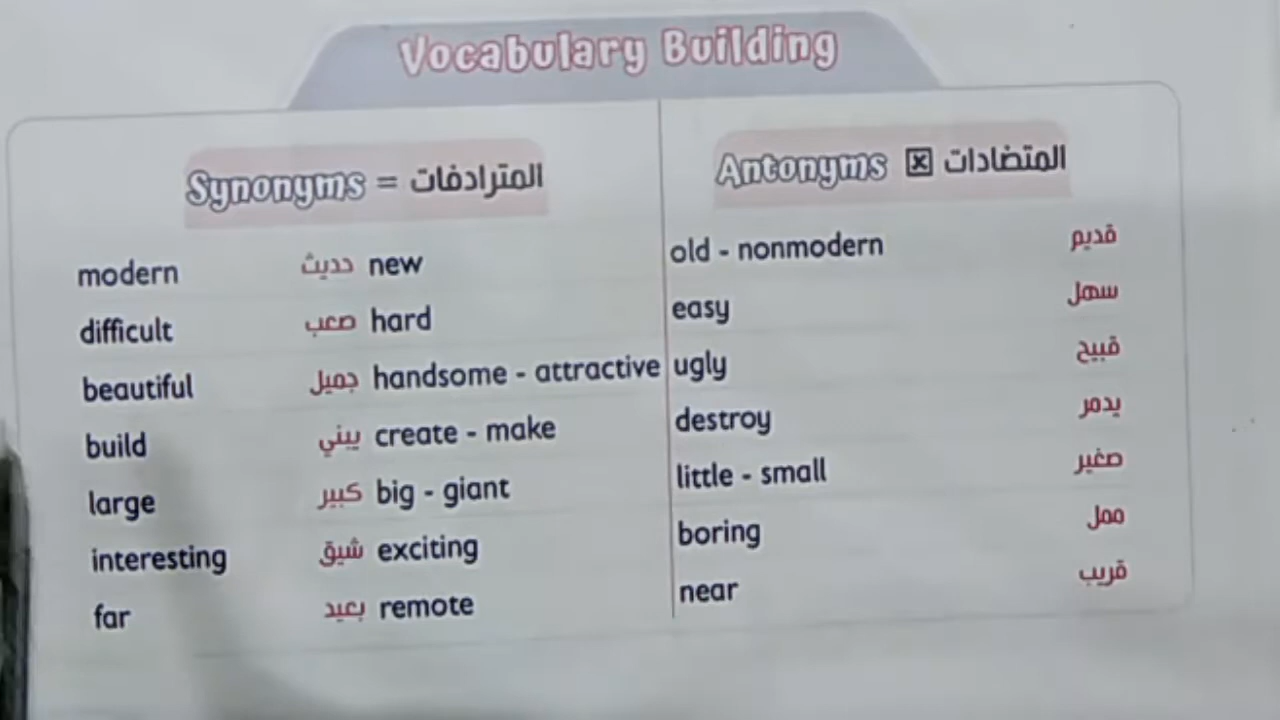 Vocabulary Building
Synonyms = المترادفات
Antonyms × المتضادات
modern حديث new old - nonmodern قديم
difficult صعب hard easy سهل
beautiful جميل handsome - attractive ugly قبيح
build يبني create - make destroy يدمر
large كبير big - giant little - small صغير
interesting شيق exciting boring ممل
far بعيد remote near قريب